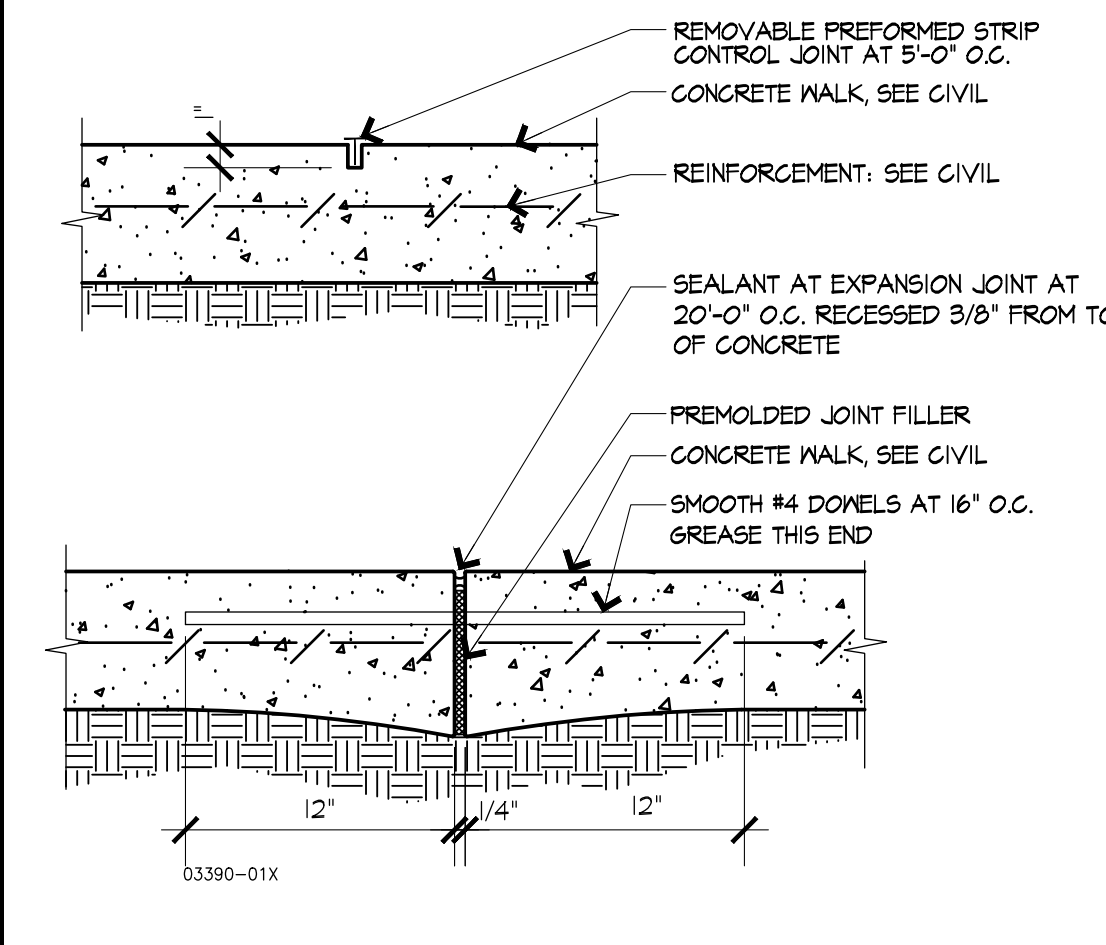 REMOVABLE PREFORMED STRIP
CONTROL JOINT AT 5'-0" O.C.
CONCRETE WALK, SEE CIVIL
=
REINFORCEMENT: SEE CIVIL
SEALANT AT EXPANSION JOINT AT
20'-0" O.C. RECESSED 3/8" FROM TO
OF CONCRETE
PREMOLDED JOINT FILLER
CONCRETE WALK, SEE CIVIL
SMOOTH #4 DOWELS AT 16" O.C.
GREASE THIS END
12" 1/4" 12"
03390-01X